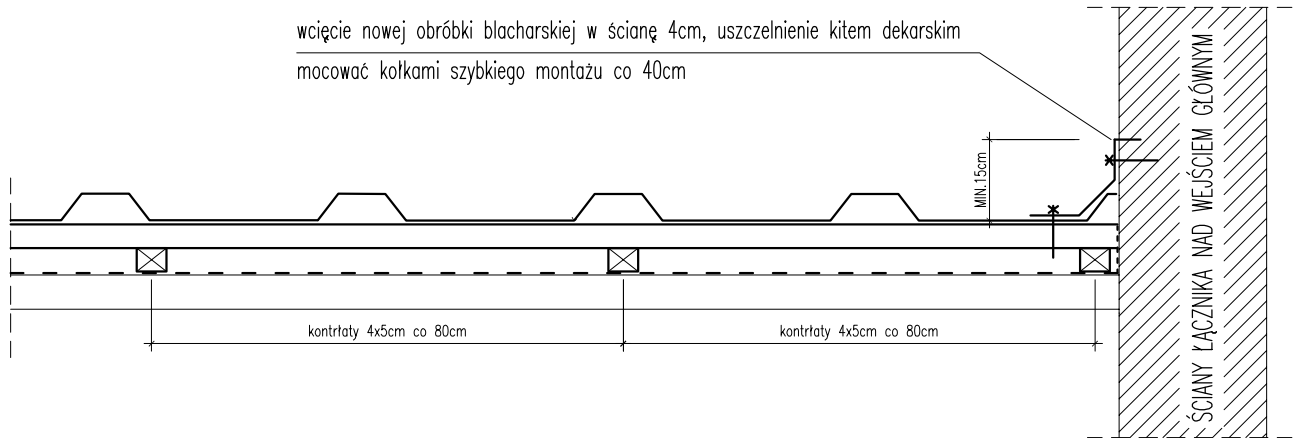 wcięcie nowej obróbki blacharskiej w ścianę 4cm, uszczelnienie kitem dekarskim
mocować kołkami szybkiego montażu co 40cm
MIN.15cm
kontrłaty 4x5cm co 80cm
kontrłaty 4x5cm co 80cm
ŚCIANY ŁĄCZNIKA NAD WEJŚCIEM GŁÓWNYM